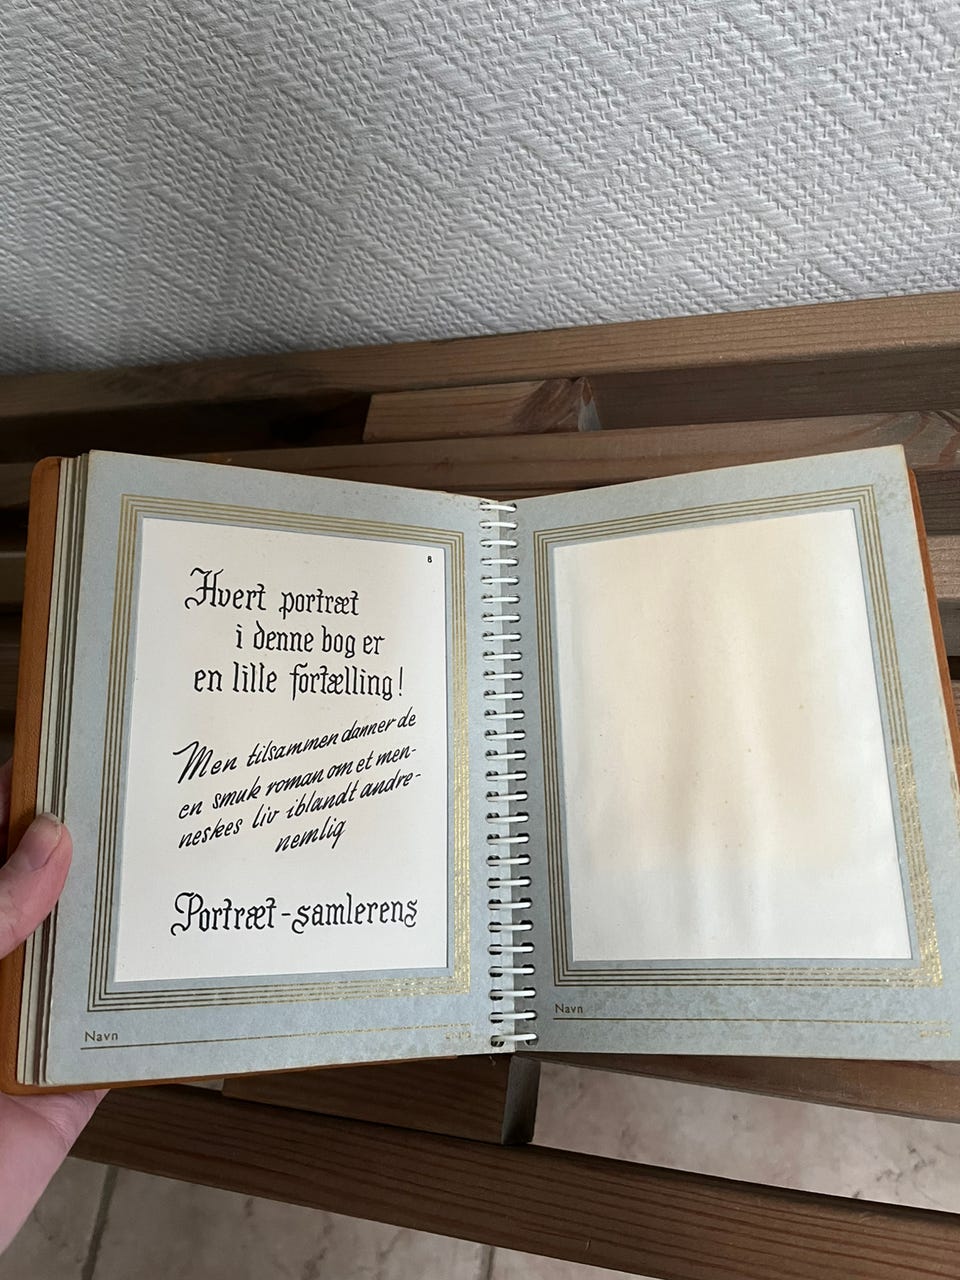 8
Hvert portræt
i denne bog er
en lille fortælling!
Men tilsammen danner de
en smuk roman om et men-
neskes liv iblandt andre-
nemlig
Portræt-samlerens
Navn
Navn